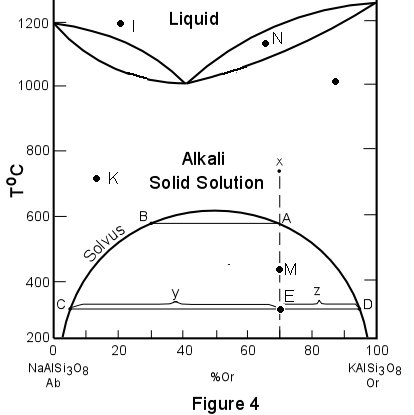 1200
I
Liquid
N
1000
800
K
Alkali
Solid Solution
x
T°C
600
B
A
Solvus
M
400
y
z
E
C
D
200
0
20
40
60
80
100
NaAlSi3O8
Ab
%Or
KAlSi3O8
Or
Figure 4